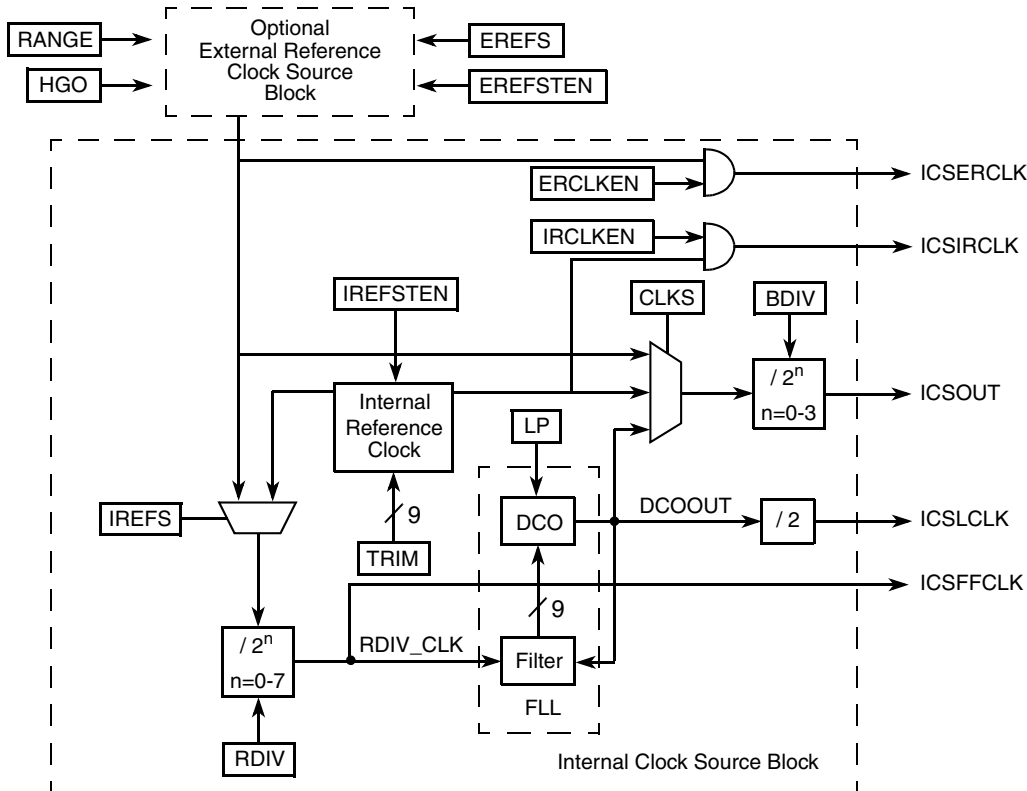 RANGE
HGO
Optional
External Reference
Clock Source
Block
EREFS
EREFSTEN
ERCLKEN
ICSERCLK
IRCLKEN
ICSIRCLK
IREFSTEN
CLKS
BDIV
Internal
Reference
Clock
/ 2n
n=0-3
ICSOUT
LP
IREFS
9
TRIM
DCO
DCOOUT
/ 2
ICSLCLK
ICSFFCLK
9
/ 2n
n=0-7
RDIV_CLK
Filter
FLL
RDIV
Internal Clock Source Block